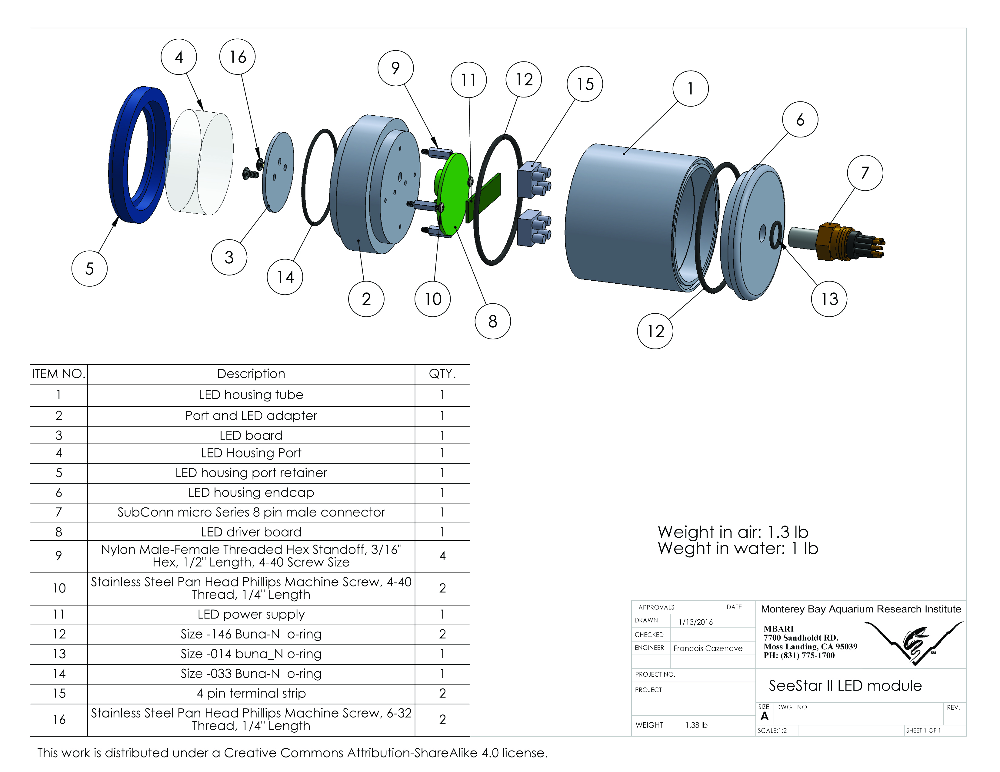 4
16
9
11
12
15
1
6
7
5
3
14
2
10
8
12
13
ITEM NO. Description QTY.
1 LED housing tube 1
2 Port and LED adapter 1
3 LED board 1
4 LED Housing Port 1
5 LED housing port retainer 1
6 LED housing endcap 1
7 SubConn micro Series 8 pin male connector 1
8 LED driver board 1
9 Nylon Male-Female Threaded Hex Standoff, 3/16" 4
Hex, 1/2" Length, 4-40 Screw Size
10 Stainless Steel Pan Head Phillips Machine Screw, 4-40 2
Thread, 1/4" Length
11 LED power supply 1
12 Size -146 Buna-N o-ring 2
13 Size -014 buna_N o-ring 1
14 Size -033 Buna-N o-ring 1
15 4 pin terminal strip 2
16 Stainless Steel Pan Head Phillips Machine Screw, 6-32 2
Thread, 1/4" Length
Weight in air: 1.3 lb
Weght in water: 1 lb
APPROVALS DATE
DRAWN 1/13/2016
CHECKED
ENGINEER Francois Cazenave
PROJECT NO.
PROJECT
WEIGHT 1.38 lb
Monterey Bay Aquarium Research Institute
MBARI
7700 Sandholdt RD.
Moss Landing, CA 95039
PH: (831) 775-1700
SM
SeeStar II LED module
SIZE DWG. NO. REV.
A
SCALE:1:2 SHEET 1 OF 1
This work is distributed under a Creative Commons Attribution-ShareAlike 4.0 license.